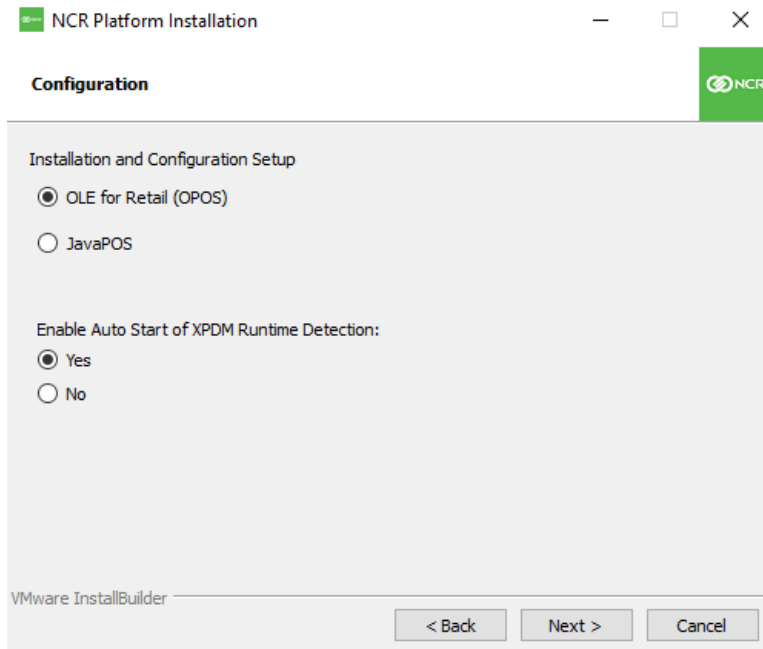 NCR Platform Installation
Configuration
NCR
Installation and Configuration Setup
OLE for Retail (OPOS)
JavaPOS
Enable Auto Start of XPDM Runtime Detection:
Yes
No
VMware InstallBuilder
< Back Next > Cancel